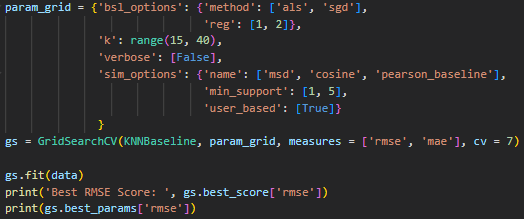 param_grid = {'bsl_options': {'method': ['als', 'sgd'],
'reg': [1, 2]},
'k': range(15, 40),
'verbose': [False],
'sim_options': {'name': ['msd', 'cosine', 'pearson_baseline'],
'min_support': [1, 5],
'user_based': [True]}
}
gs = GridSearchCV(KNNBaseline, param_grid, measures = ['rmse', 'mae'], cv = 7)
gs.fit(data)
print('Best RMSE Score: ', gs.best_score['rmse'])
print(gs.best_params['rmse'])